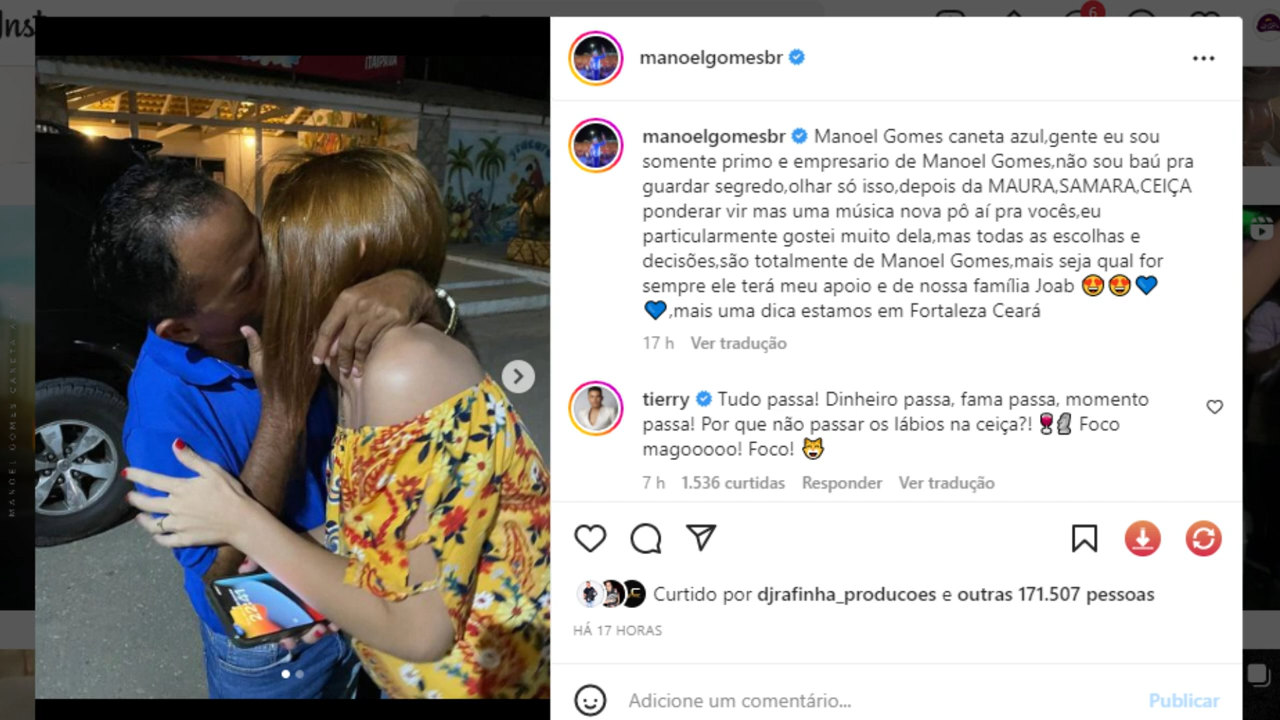 Inst
6
ITAIPAVA
manoelgomesbr
manoelgomesbr Manoel Gomes caneta azul,gente eu sou
somente primo e empresario de Manoel Gomes,não sou baú pra
guardar segredo,olhar só isso,depois da MAURA,SAMARA,CEIÇA
ponderar vir mas uma música nova pô aí pra vocês,eu
particularmente gostei muito dela,mas todas as escolhas e
decisões,são totalmente de Manoel Gomes,mais seja qual for
sempre ele terá meu apoio e de nossa família Joab 😍😍💙
💙,mais uma dica estamos em Fortaleza Ceará
17 h Ver tradução
tierry Tudo passa! Dinheiro passa, fama passa, momento
passa! Por que não passar os lábios na ceiça?! 🍷🗿 Foco
magooooo! Foco! 😹
7 h 1.536 curtidas Responder Ver tradução
Curtido por djrafinha_producoes e outras 171.507 pessoas
HÁ 17 HORAS
Adicione um comentário... Publicar
MANOEL GOMES CANETA A